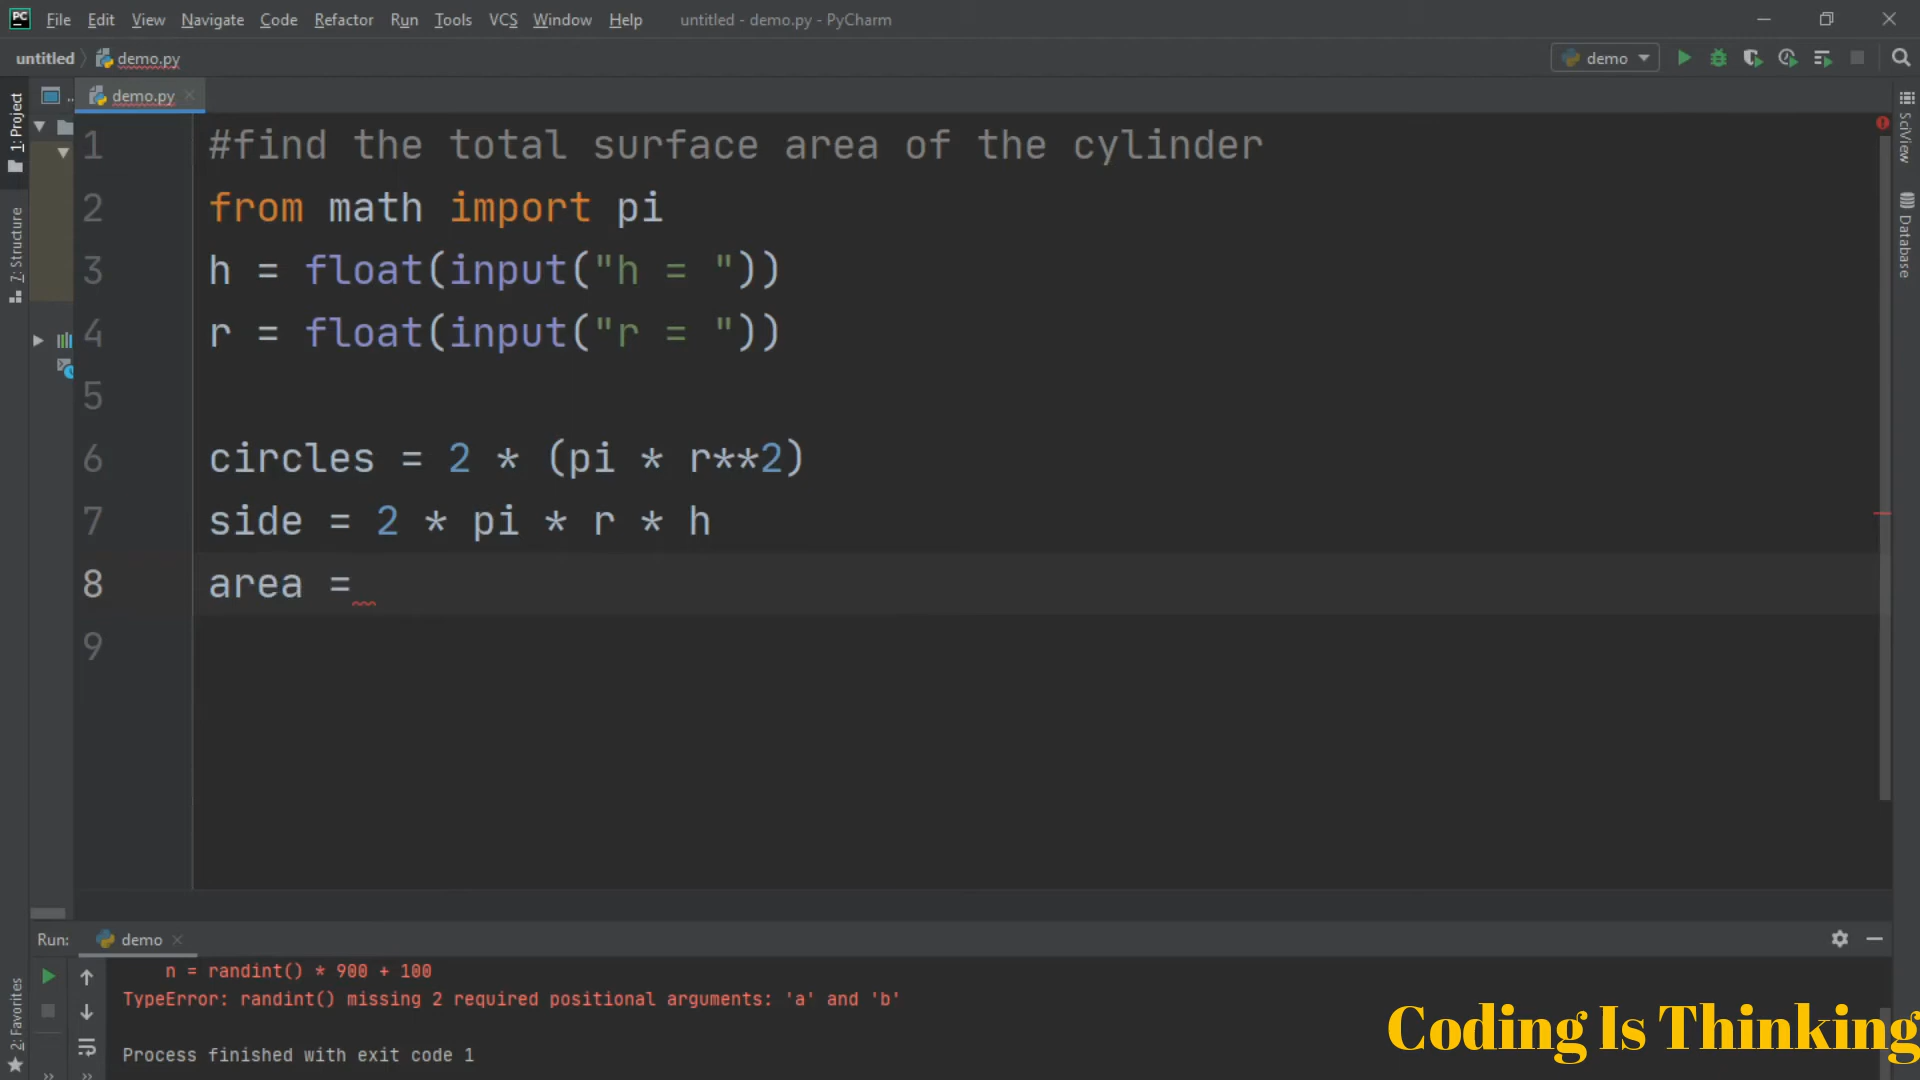 PC File Edit View Navigate Code Refactor Run Tools VCS Window Help untitled - demo.py - PyCharm
untitled demo.py demo
1: Project
..
demo.py
SciView
7: Structure
Database
1 #find the total surface area of the cylinder
2 from math import pi
3 h = float(input("h = "))
4 r = float(input("r = "))
5
6 circles = 2 * (pi * r**2)
7 side = 2 * pi * r * h
8 area =
9
Run: demo
n = randint() * 900 + 100
TypeError: randint() missing 2 required positional arguments: 'a' and 'b'
Process finished with exit code 1
2: Favorites
Coding Is Thinking